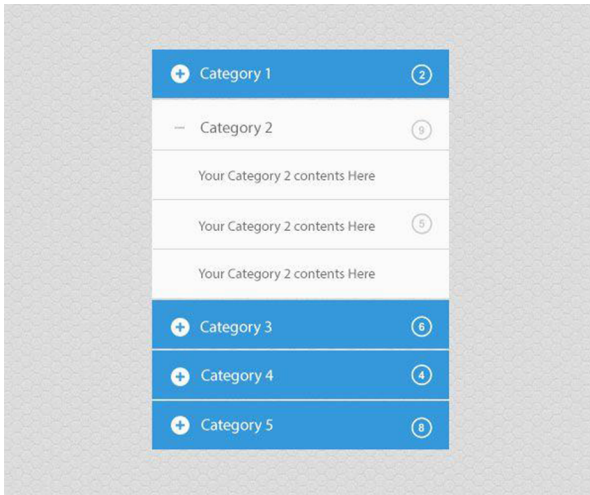 Category 1 2
Category 2 9
Your Category 2 contents Here
Your Category 2 contents Here 5
Your Category 2 contents Here
Category 3 6
Category 4 4
Category 5 8